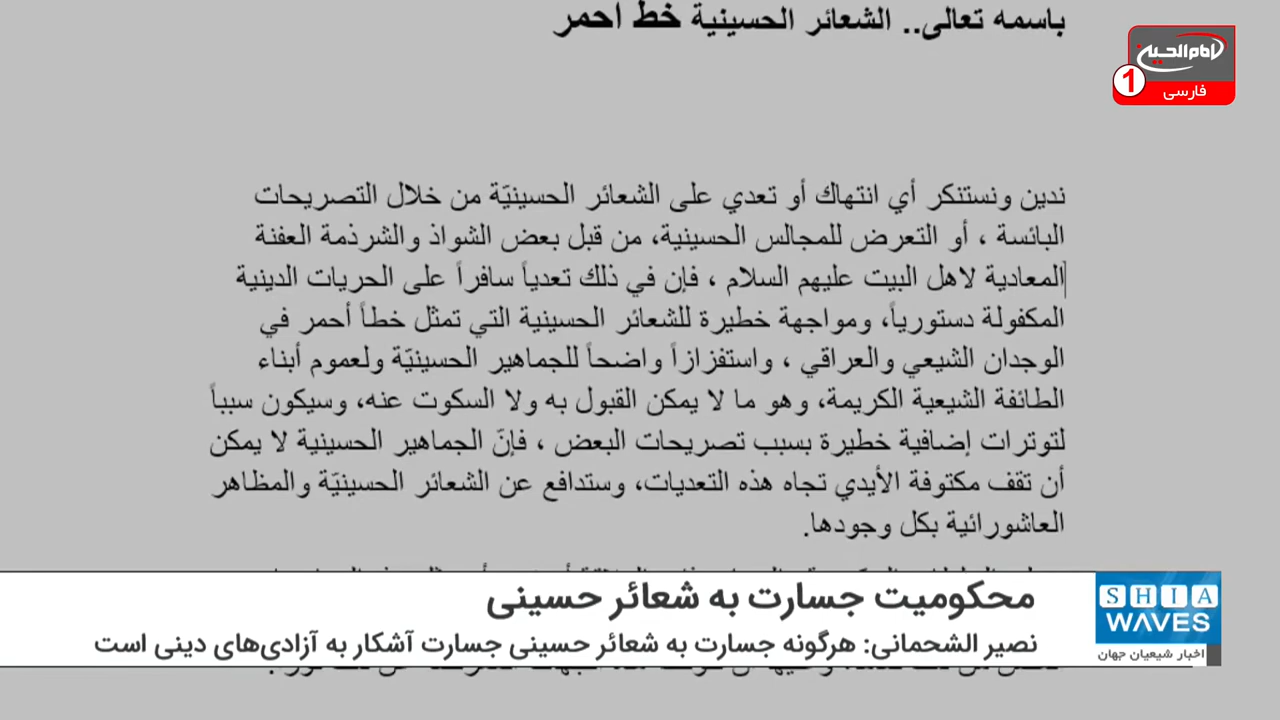 باسمه تعالى.. الشعائر الحسينية خط احمر
امام الحسین
1
فارسی
ندين ونستنكر أي انتهاك أو تعدي على الشعائر الحسينيّة من خلال التصريحات
البائسة ، أو التعرض للمجالس الحسينية، من قبل بعض الشواذ والشرذمة العفنة
المعادية لاهل البيت عليهم السلام ، فإن في ذلك تعدياً سافراً على الحريات الدينية
المكفولة دستورياً، ومواجهة خطيرة للشعائر الحسينية التي تمثل خطاً أحمر في
الوجدان الشيعي والعراقي ، واستفزازاً واضحاً للجماهير الحسينيّة ولعموم أبناء
الطائفة الشيعية الكريمة، وهو ما لا يمكن القبول به ولا السكوت عنه، وسيكون سبباً
لتوترات إضافية خطيرة بسبب تصريحات البعض ، فإنّ الجماهير الحسينية لا يمكن
أن تقف مكتوفة الأيدي تجاه هذه التعديات، وستدافع عن الشعائر الحسينيّة والمظاهر
العاشورائية بكل وجودها.
محکومیت جسارت به شعائر حسینی
نصیر الشحمانی: هرگونه جسارت به شعائر حسینی جسارت آشکار به آزادی‌های دینی است
SHIA
WAVES
اخبار شیعیان جهان